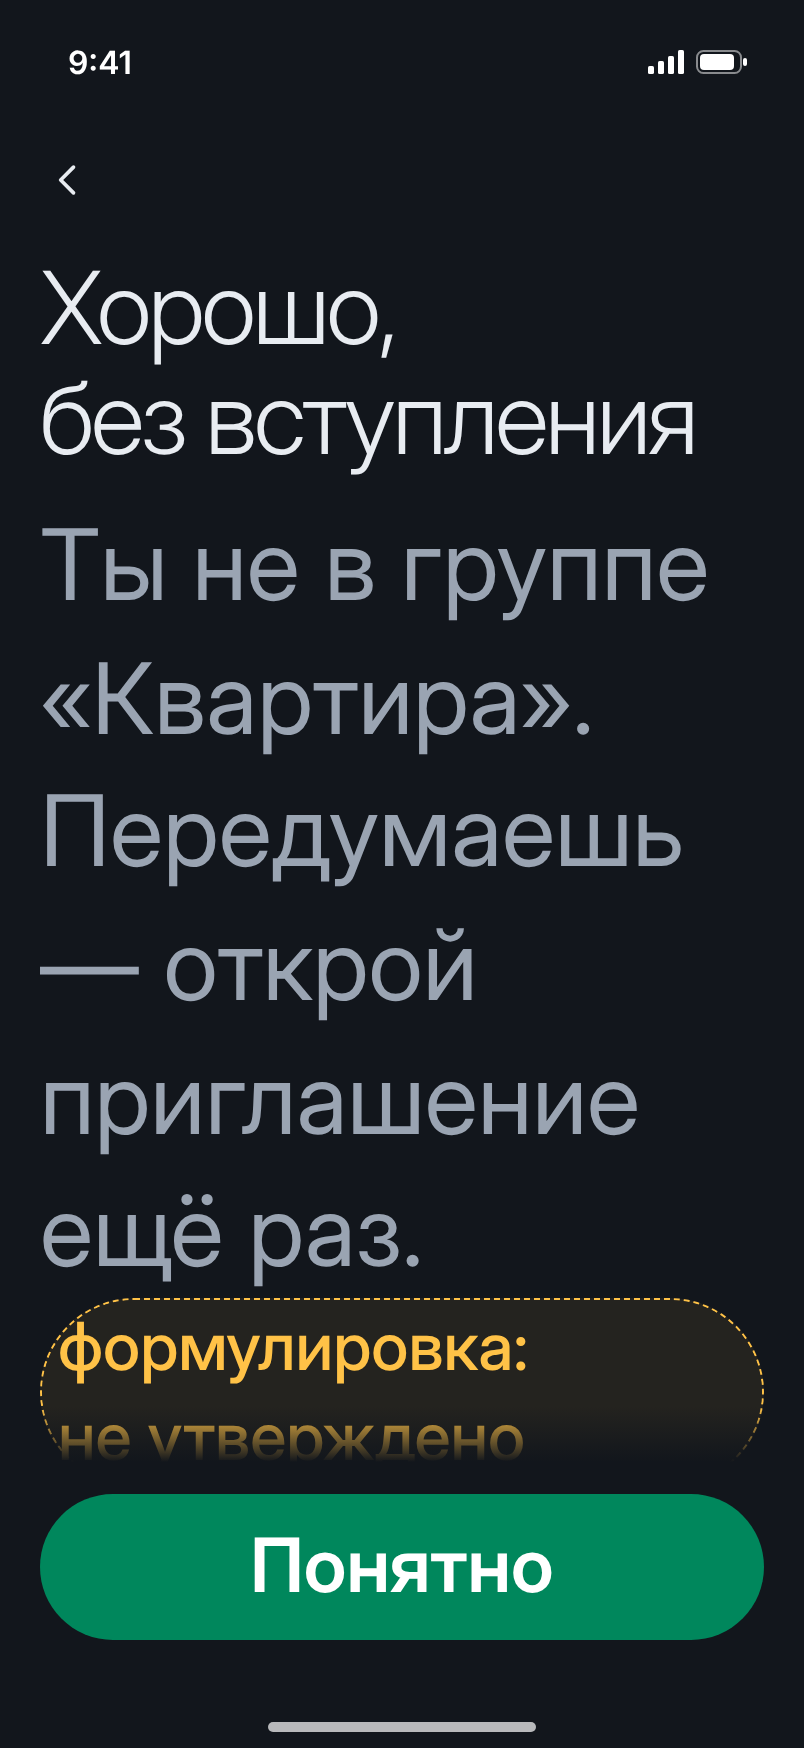 9:41
Хорошо,
без вступления
Ты не в группе
«Квартира».
Передумаешь
— открой
приглашение
ещё раз.
формулировка:
не утверждено
Понятно